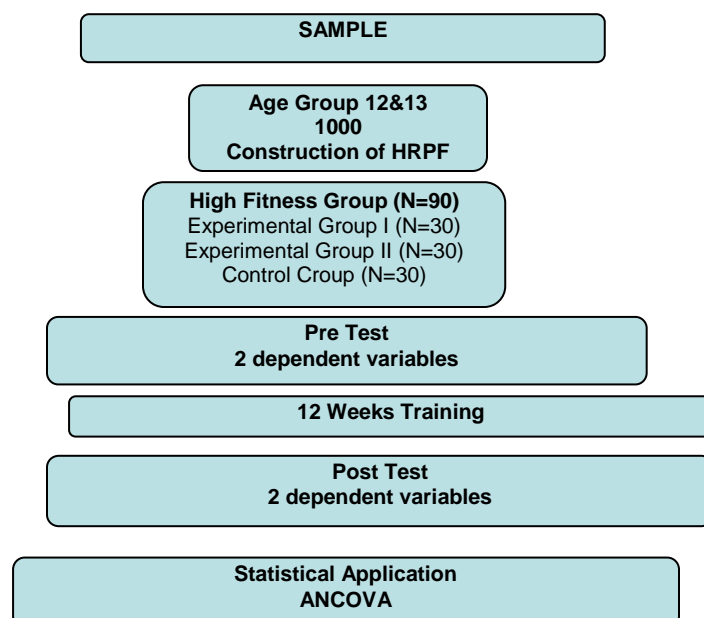 SAMPLE
Age Group 12&13
1000
Construction of HRPF
High Fitness Group (N=90)
Experimental Group I (N=30)
Experimental Group II (N=30)
Control Croup (N=30)
Pre Test
2 dependent variables
12 Weeks Training
Post Test
2 dependent variables
Statistical Application
ANCOVA